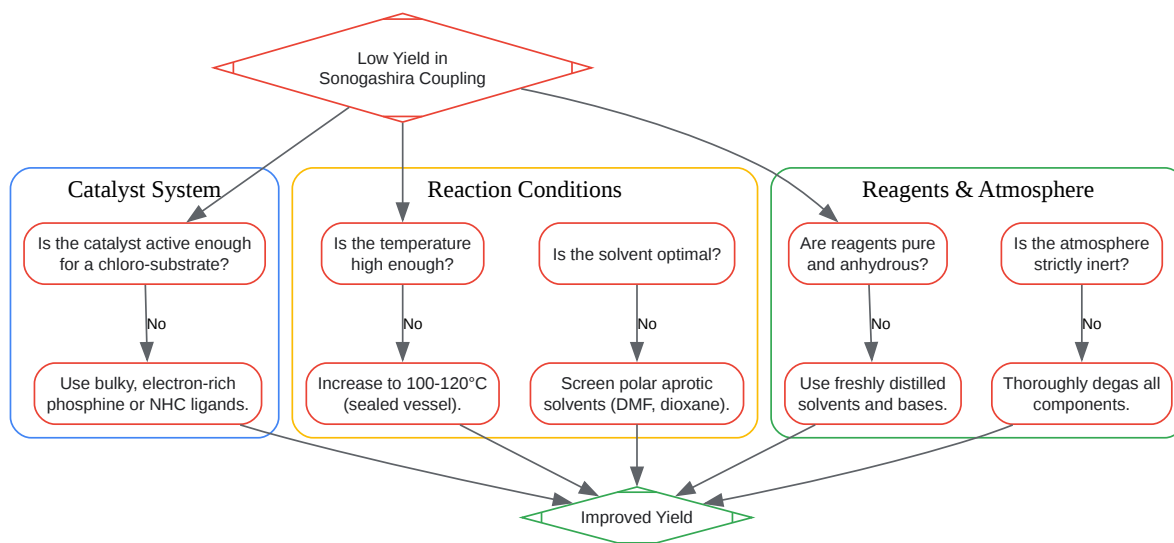 Low Yield in
Sonogashira Coupling
Catalyst System
Reaction Conditions
Reagents & Atmosphere
Is the catalyst active enough
for a chloro-substrate?
Is the temperature
high enough?
Is the solvent optimal?
Are reagents pure
and anhydrous?
Is the atmosphere
strictly inert?
No
No
No
No
No
Use bulky, electron-rich
phosphine or NHC ligands.
Increase to 100-120°C
(sealed vessel).
Screen polar aprotic
solvents (DMF, dioxane).
Use freshly distilled
solvents and bases.
Thoroughly degas all
components.
Improved Yield